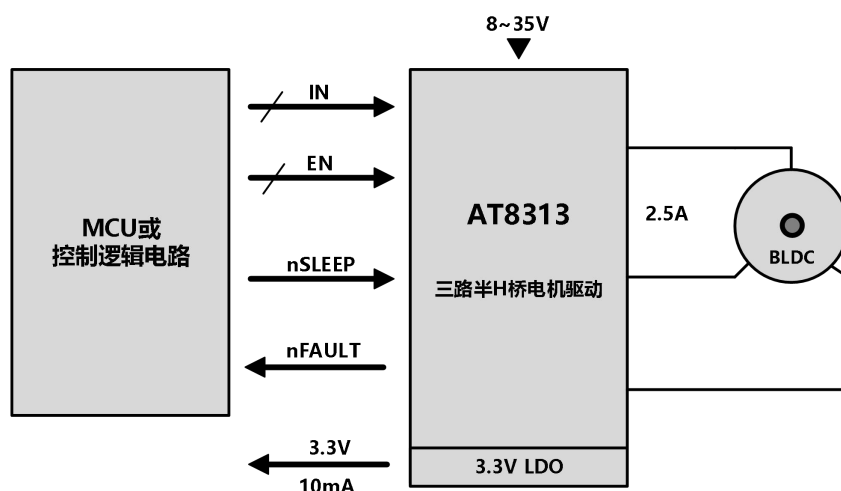 8~35V
IN
EN
MCU或
控制逻辑电路
AT8313
2.5A
BLDC
nSLEEP
三路半H桥电机驱动
nFAULT
3.3V
3.3V LDO
10mA